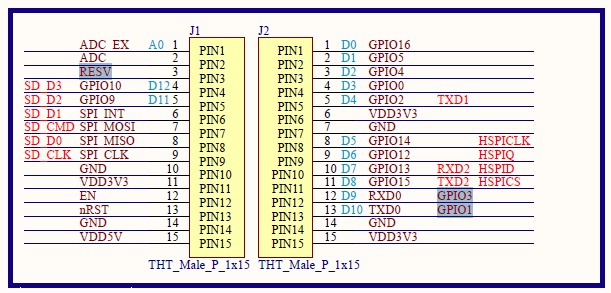 J1 J2
ADC_EX A0 1 PIN1 PIN1 1 D0 GPIO16
ADC 2 PIN2 PIN2 2 D1 GPIO5
RESV 3 PIN3 PIN3 3 D2 GPIO4
SD_D3 GPIO10 D12 4 PIN4 PIN4 4 D3 GPIO0
SD_D2 GPIO9 D11 5 PIN5 PIN5 5 D4 GPIO2 TXD1
SD_D1 SPI_INT 6 PIN6 PIN6 6 VDD3V3
SD_CMD SPI_MOSI 7 PIN7 PIN7 7 GND
SD_D0 SPI_MISO 8 PIN8 PIN8 8 D5 GPIO14 HSPICLK
SD_CLK SPI_CLK 9 PIN9 PIN9 9 D6 GPIO12 HSPIQ
GND 10 PIN10 PIN10 10 D7 GPIO13 RXD2 HSPID
VDD3V3 11 PIN11 PIN11 11 D8 GPIO15 TXD2 HSPICS
EN 12 PIN12 PIN12 12 D9 RXD0 GPIO3
nRST 13 PIN13 PIN13 13 D10 TXD0 GPIO1
GND 14 PIN14 PIN14 14 GND
VDD5V 15 PIN15 PIN15 15 VDD3V3
THT_Male_P_1x15 THT_Male_P_1x15